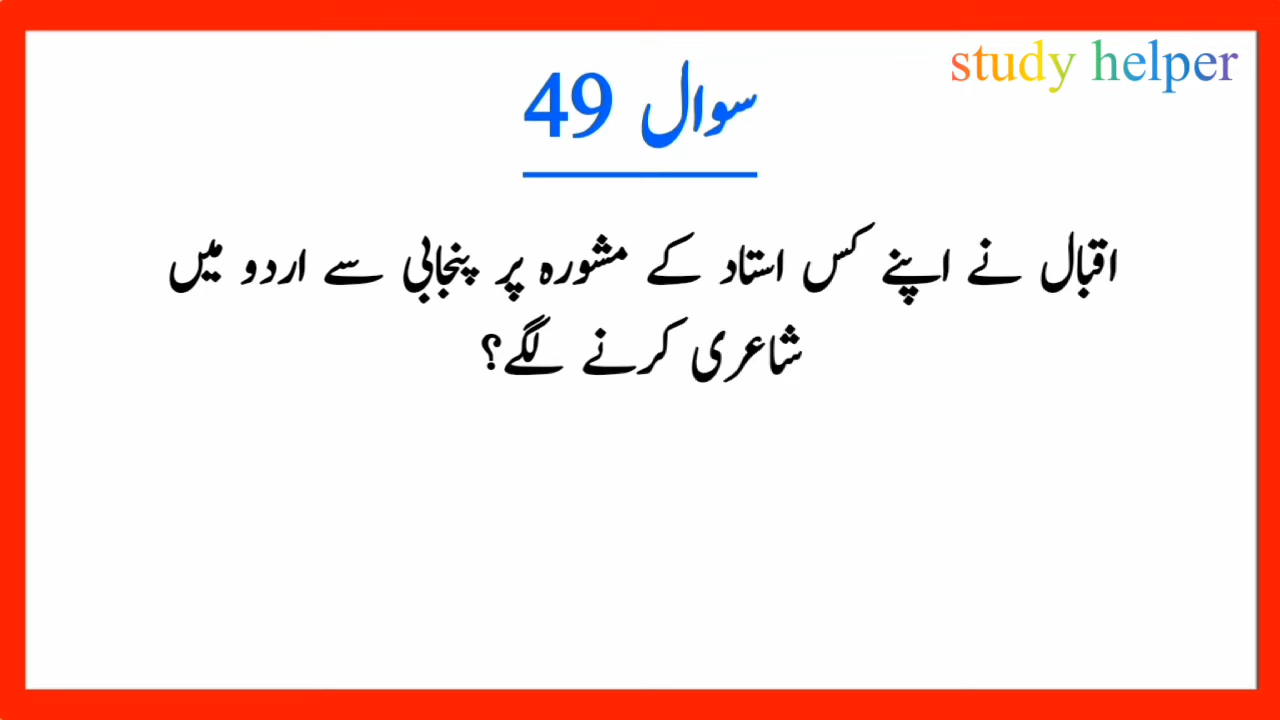 study helper
سوال 49
اقبال نے اپنے کس استاد کے مشورہ پر پنجابی سے اردو میں
شاعری کرنے لگے؟